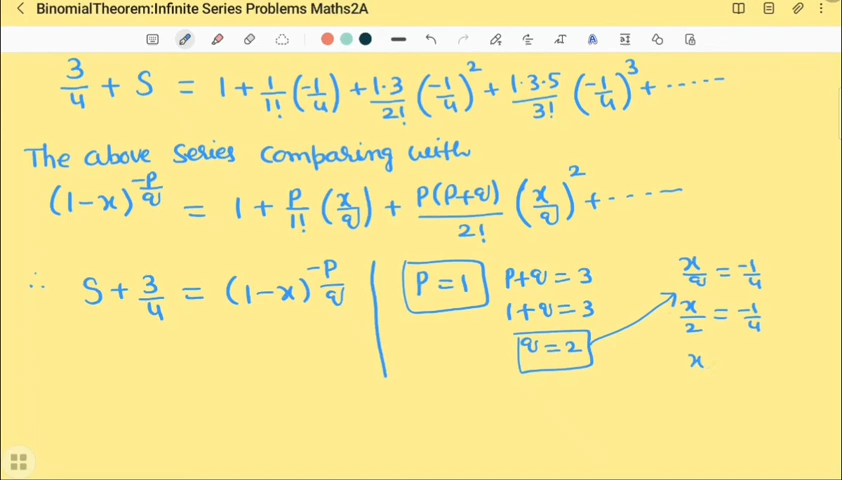 BinomialTheorem:Infinite Series Problems Maths2A
3/4 + S = 1 + 1/1! (-1/4) + 1·3/2! (-1/4)² + 1·3·5/3! (-1/4)³ + ······
The above series comparing with
(1-x)^(-p/q) = 1 + p/1! (x/q) + p(p+q)/2! (x/q)² + ······
∴ S + 3/4 = (1-x)^(-p/q)
p = 1
p+q = 3
1+q = 3
q = 2
x/q = -1/4
x/2 = -1/4
x